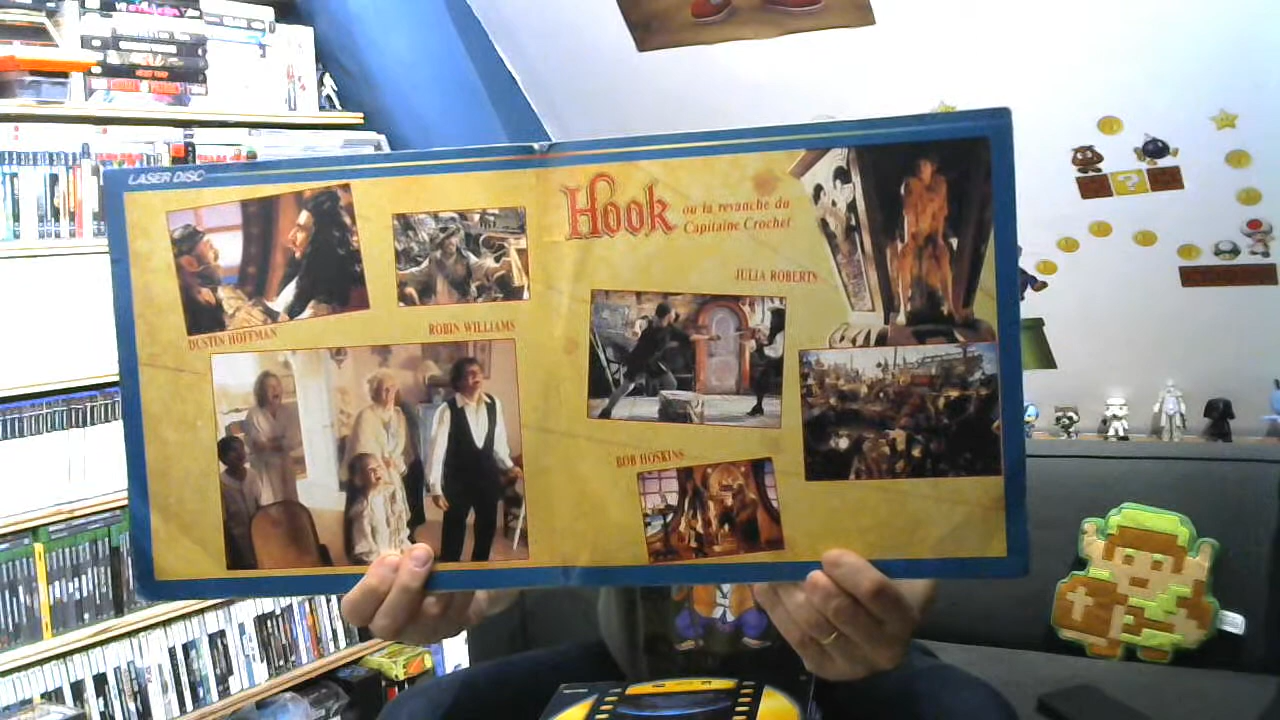 LASER DISC
Hook
ou la revanche du
Capitaine Crochet
JULIA ROBERTS
DUSTIN HOFFMAN
ROBIN WILLIAMS
BOB HOSKINS